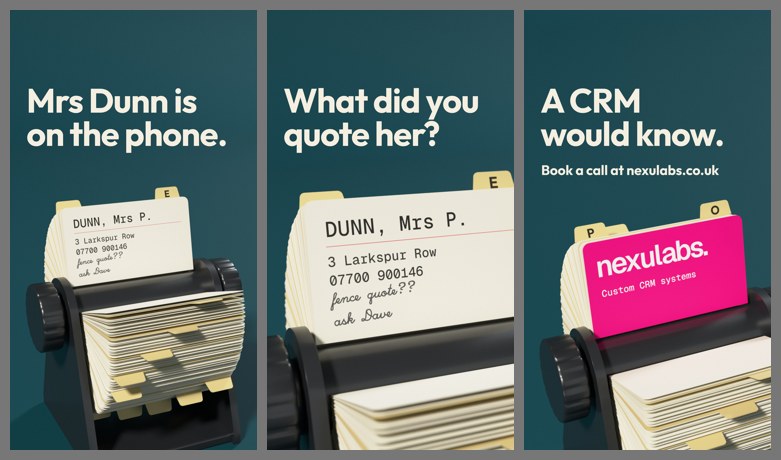 Mrs Dunn is
on the phone.
E
DUNN, Mrs P.
3 Larkspur Row
07700 900146
fence quote??
ask Dave
What did you
quote her?
E
DUNN, Mrs P.
3 Larkspur Row
07700 900146
fence quote??
ask Dave
A CRM
would know.
Book a call at nexulabs.co.uk
P
O
nexulabs.
Custom CRM systems